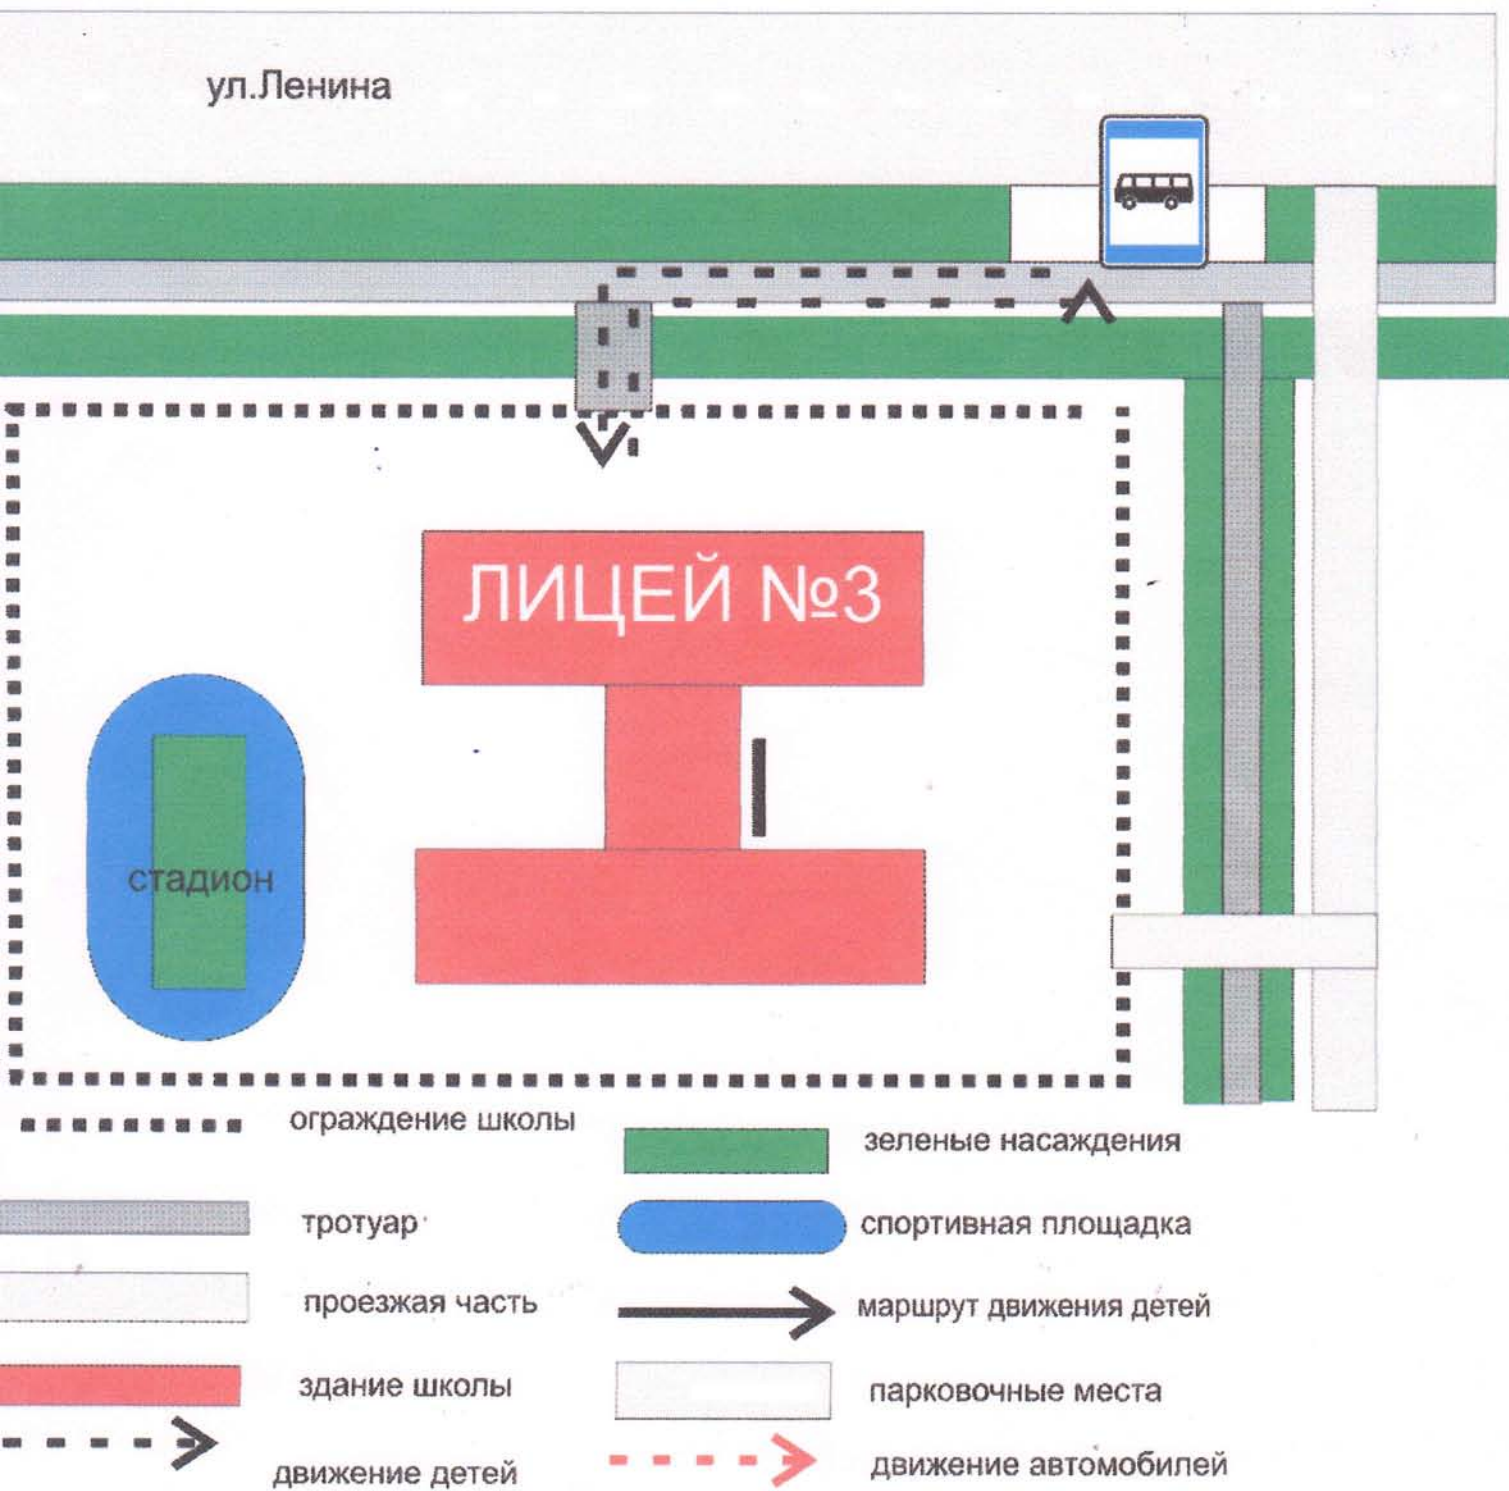 ул.Ленина
ЛИЦЕЙ №3
стадион
ограждение школы
зеленые насаждения
тротуар
спортивная площадка
проезжая часть
маршрут движения детей
здание школы
парковочные места
движение детей
движение автомобилей